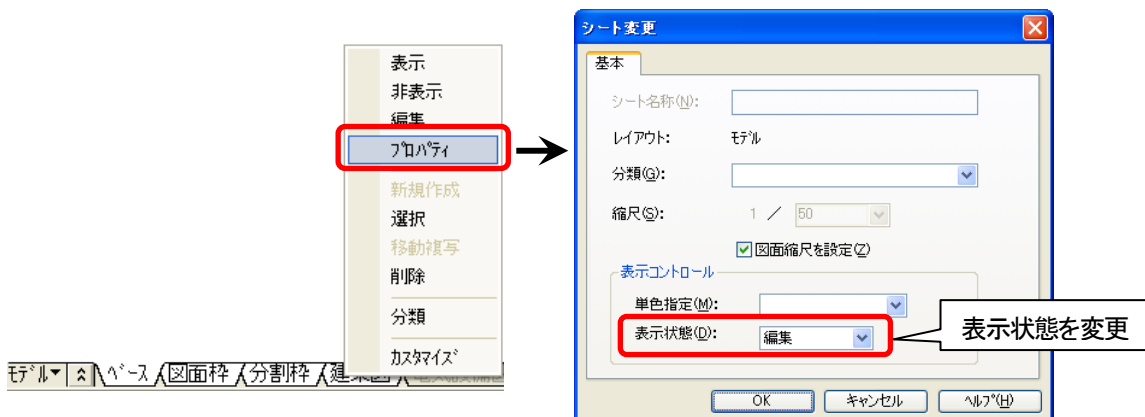 表示
非表示
編集
ﾌﾟﾛﾊﾟﾃｨ
新規作成
選択
移動複写
削除
分類
ｶｽﾀﾏｲｽﾞ
ﾓﾃﾞﾙ▼ ﾍﾞｰｽ 図面枠 分割枠
シート変更
基本
シート名称(N):
レイアウト: ﾓﾃﾞﾙ
分類(G):
縮尺(S): 1 ／ 50
図面縮尺を設定(Z)
表示コントロール
単色指定(M):
表示状態(D): 編集
表示状態を変更
OK キャンセル ﾍﾙﾌﾟ(H)